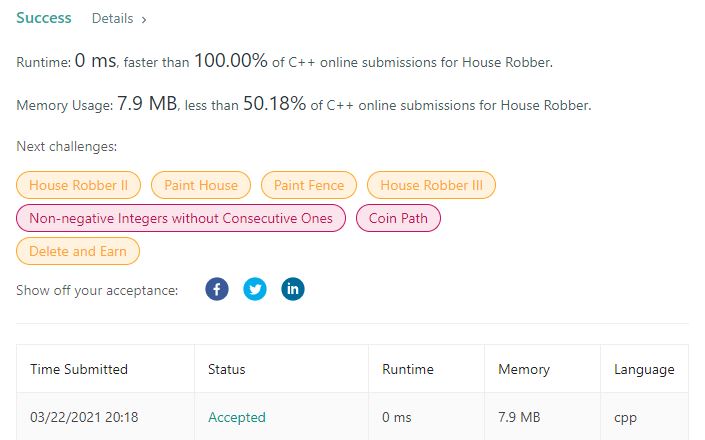 Success Details ›
Runtime: 0 ms, faster than 100.00% of C++ online submissions for House Robber.
Memory Usage: 7.9 MB, less than 50.18% of C++ online submissions for House Robber.
Next challenges:
House Robber II Paint House Paint Fence House Robber III
Non-negative Integers without Consecutive Ones Coin Path
Delete and Earn
Show off your acceptance: f in
Time Submitted Status Runtime Memory Language
03/22/2021 20:18 Accepted 0 ms 7.9 MB cpp